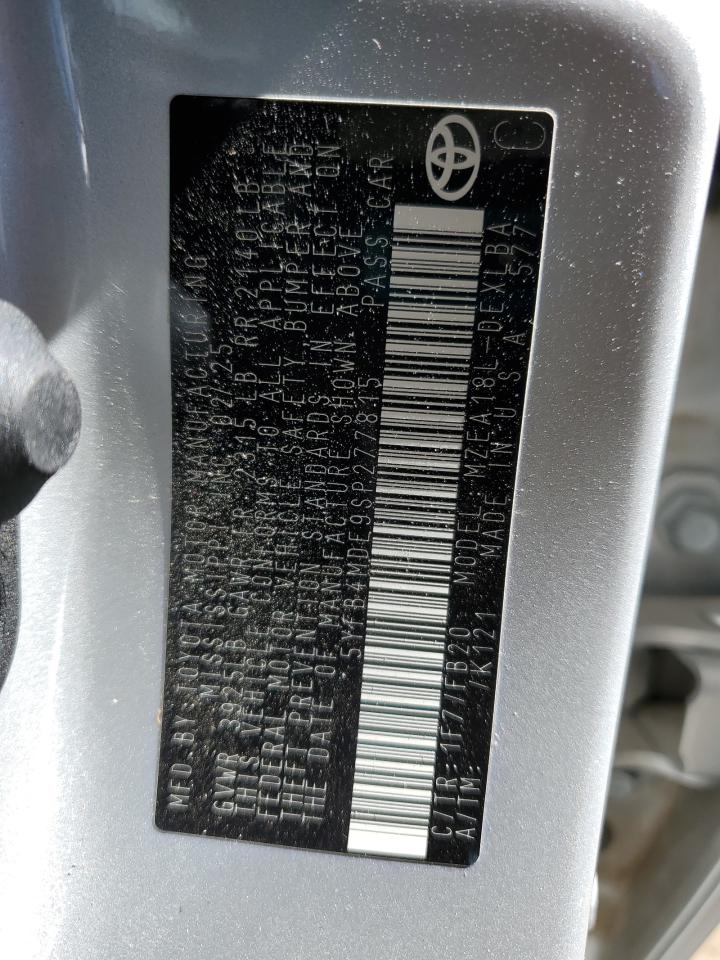 MFD BY TOYOTA MOTOR MANUFACTURING
MISSISSIPPI, INC. 02/25
GVWR 3925LB GAWR FR 2315LB RR 2140LB
THIS VEHICLE CONFORMS TO ALL APPLICABLE
FEDERAL MOTOR VEHICLE SAFETY, BUMPER AND
THEFT PREVENTION STANDARDS IN EFFECT ON
THE DATE OF MANUFACTURE SHOWN ABOVE.
5YFB4MDE9SP277815 PASS CAR
C/TR: 1F7/FB20 MODEL: MZEA18L-DEXLBA
A/TM: /K121 MADE IN U S A 577
C